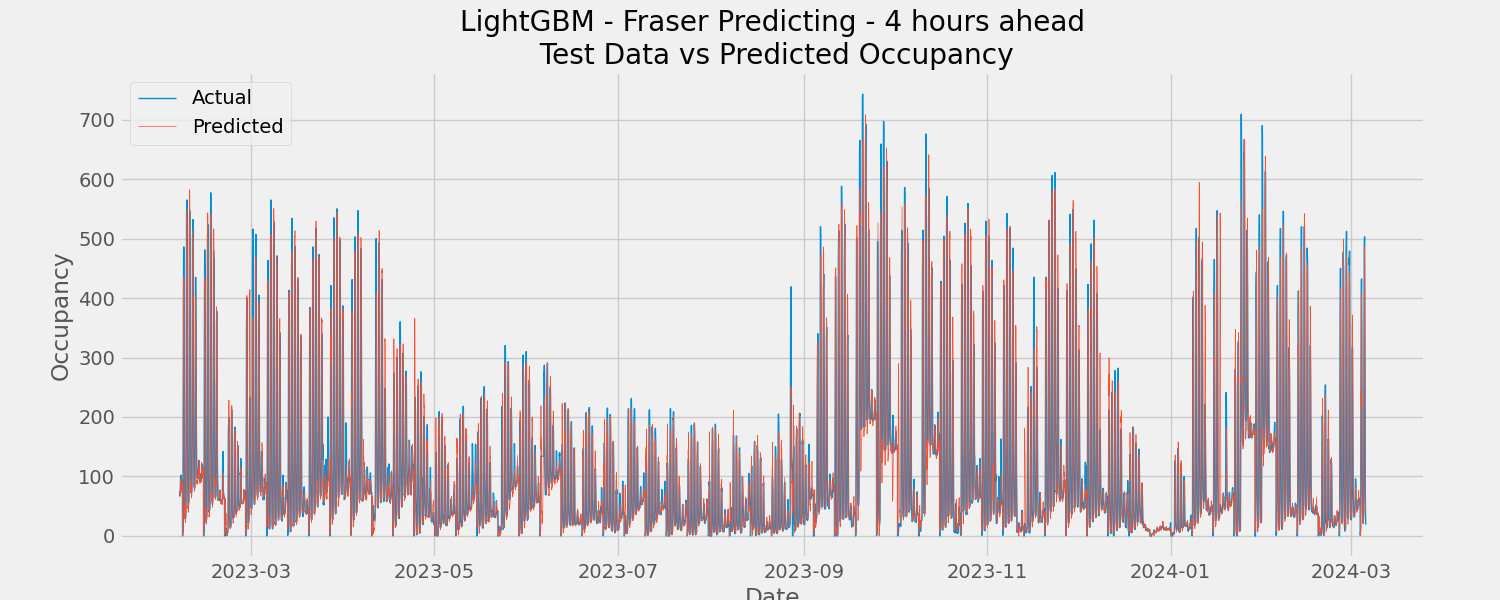 LightGBM - Fraser Predicting - 4 hours ahead
Test Data vs Predicted Occupancy
Actual
Predicted
700
600
500
400
300
200
100
0
Occupancy
2023-03 2023-05 2023-07 2023-09 2023-11 2024-01 2024-03
Date